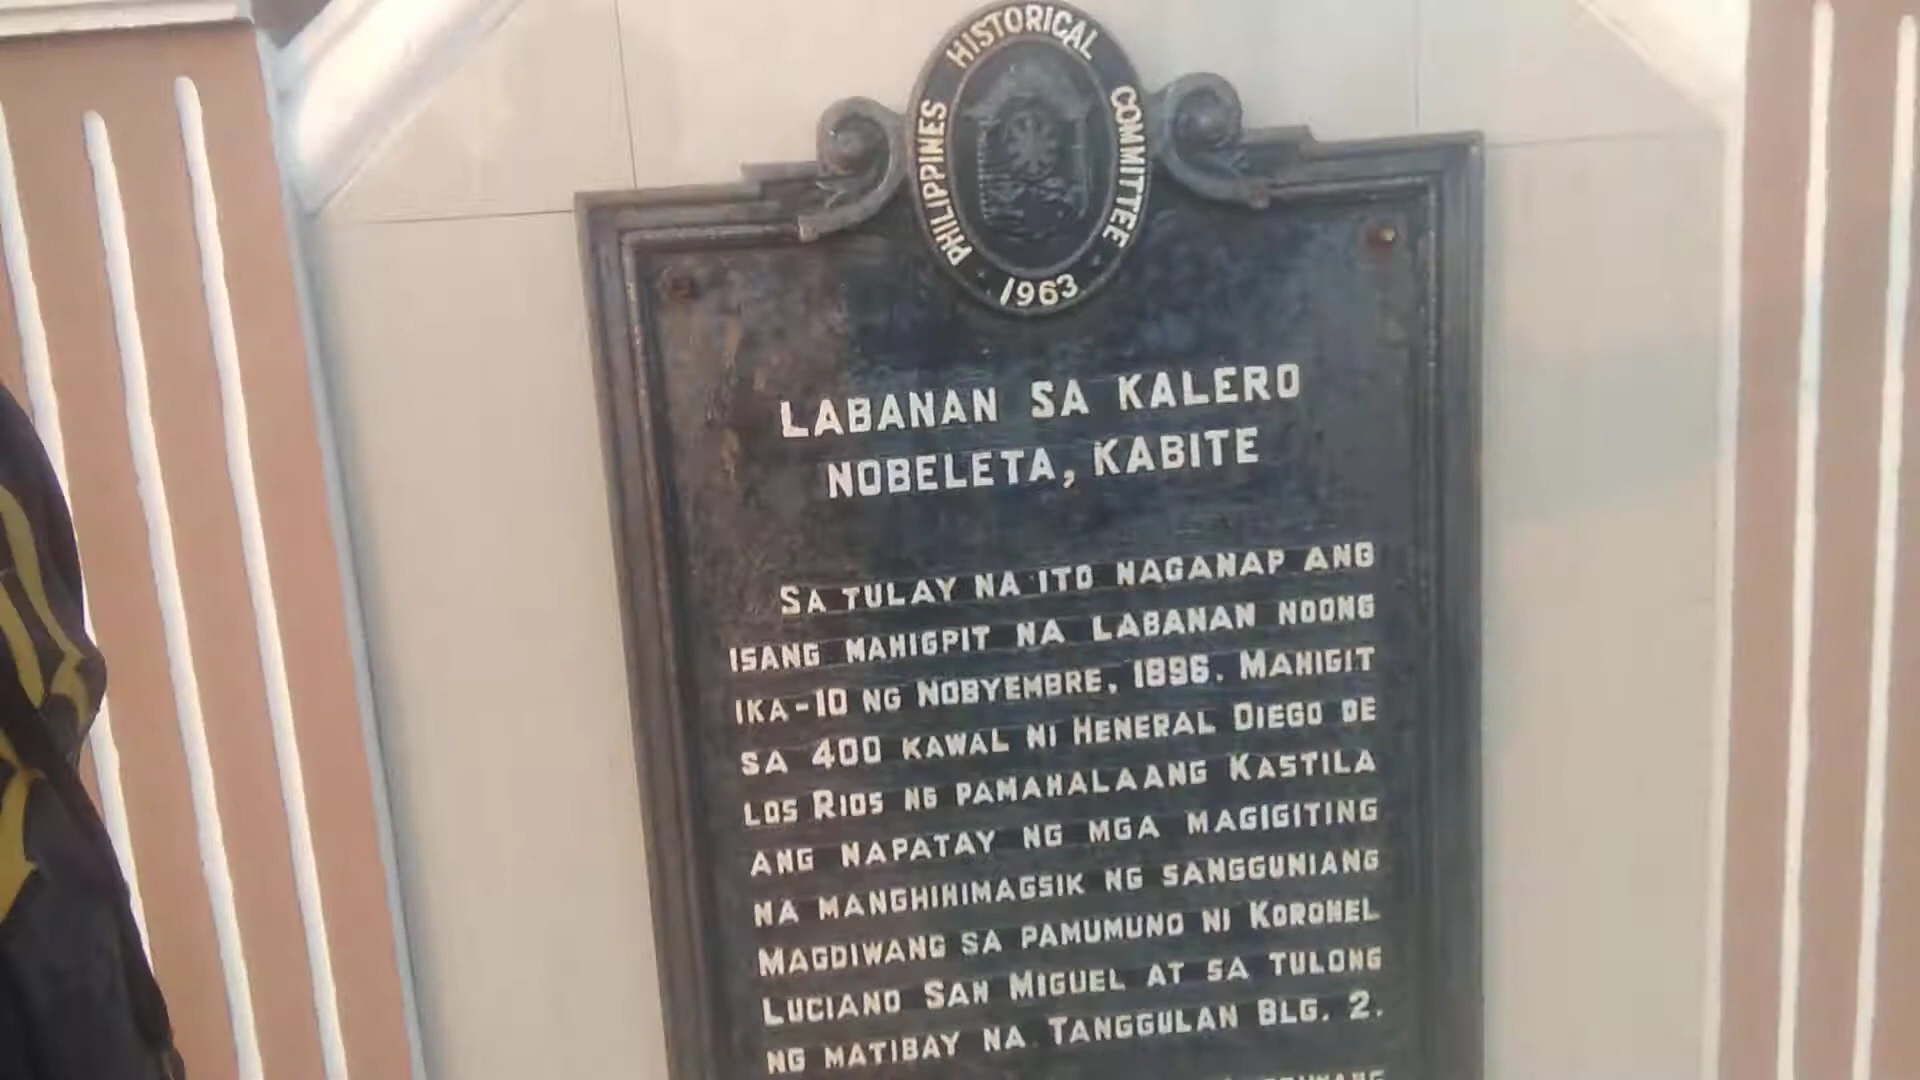 PHILIPPINES HISTORICAL COMMITTEE
1963
LABANAN SA KALERO
NOBELETA, KABITE
SA TULAY NA ITO NAGANAP ANG
ISANG MAHIGPIT NA LABANAN NOONG
IKA-10 NG NOBYEMBRE, 1896. MAHIGIT
SA 400 KAWAL NI HENERAL DIEGO DE
LOS RIOS NG PAMAHALAANG KASTILA
ANG NAPATAY NG MGA MAGIGITING
NA MANGHIHIMAGSIK NG SANGGUNIANG
MAGDIWANG SA PAMUMUNO NI KORONEL
LUCIANO SAN MIGUEL AT SA TULONG
NG MATIBAY NA TANGGULAN BLG. 2.